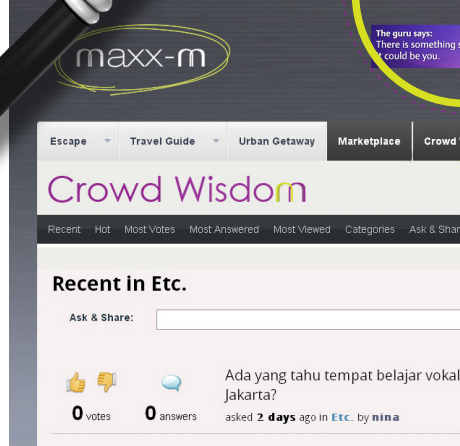 The guru says:
There is something
it could be you.
maxx-m
Escape Travel Guide Urban Getaway Marketplace Crowd
Crowd Wisdom
Recent Hot Most Votes Most Answered Most Viewed Categories Ask & Shar
Recent in Etc.
Ask & Share:
Ada yang tahu tempat belajar vokal
Jakarta?
0 votes 0 answers asked 2 days ago in Etc. by nina